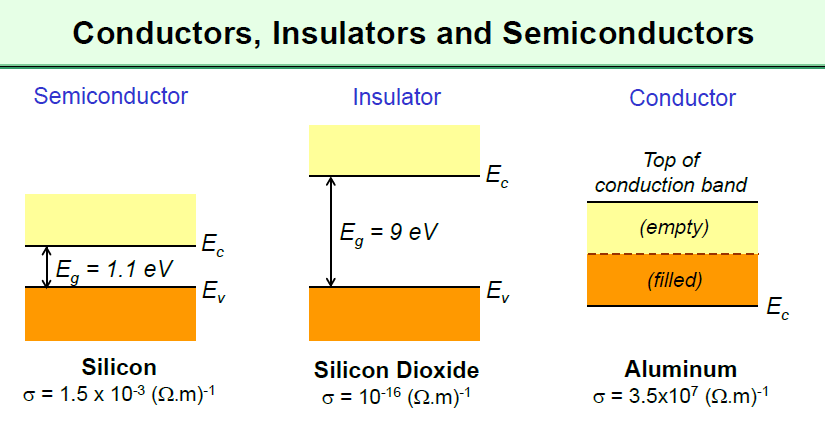 Conductors, Insulators and Semiconductors
Semiconductor
Insulator
Conductor
Top of
conduction band
E_c
(empty)
E_g = 9 eV
E_c
(filled)
E_g = 1.1 eV
E_v
E_v
E_c
Silicon
Silicon Dioxide
Aluminum
σ = 1.5 x 10⁻³ (Ω.m)⁻¹
σ = 10⁻¹⁶ (Ω.m)⁻¹
σ = 3.5x10⁷ (Ω.m)⁻¹